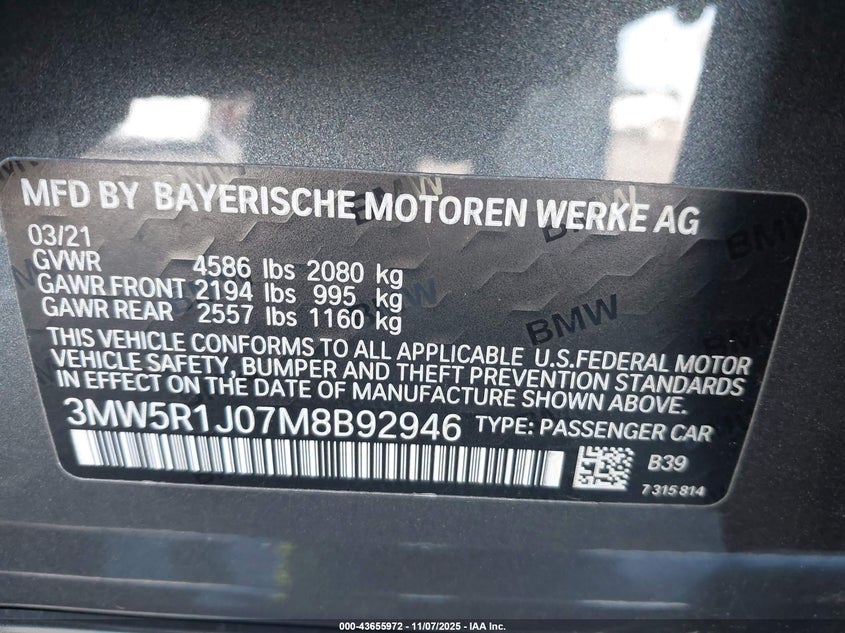 MFD BY BAYERISCHE MOTOREN WERKE AG
03/21
GVWR 4586 lbs 2080 kg
GAWR FRONT 2194 lbs 995 kg
GAWR REAR 2557 lbs 1160 kg
THIS VEHICLE CONFORMS TO ALL APPLICABLE U.S.FEDERAL MOTOR
VEHICLE SAFETY, BUMPER AND THEFT PREVENTION STANDARDS
IN EFFECT ON THE DATE OF MANUFACTURE SHOWN ABOVE.
3MW5R1J07M8B92946 TYPE: PASSENGER CAR
B39
7 315 814
BMW
BMW
BMW
000-43655972 - 11/07/2025 - IAA Inc.